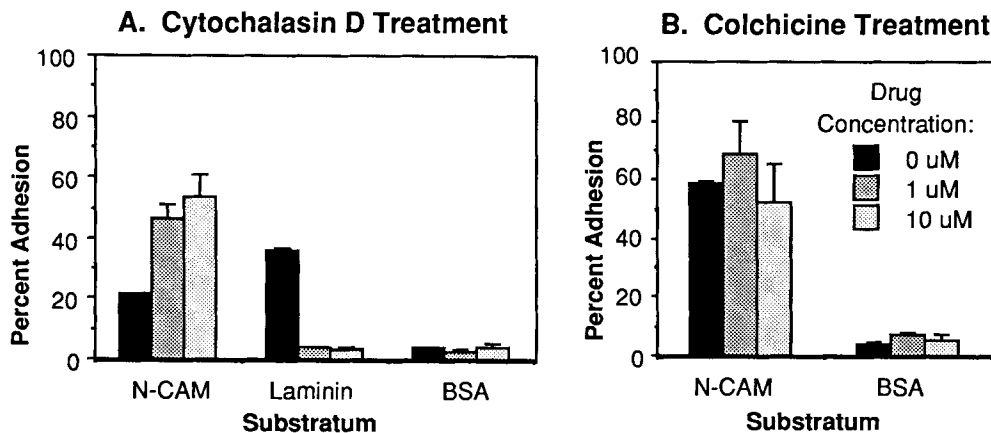 A. Cytochalasin D Treatment
Percent Adhesion
100
80
60
40
20
0
N-CAM Laminin BSA
Substratum
B. Colchicine Treatment
Percent Adhesion
100
80
60
40
20
0
Drug
Concentration:
0 uM
1 uM
10 uM
N-CAM BSA
Substratum